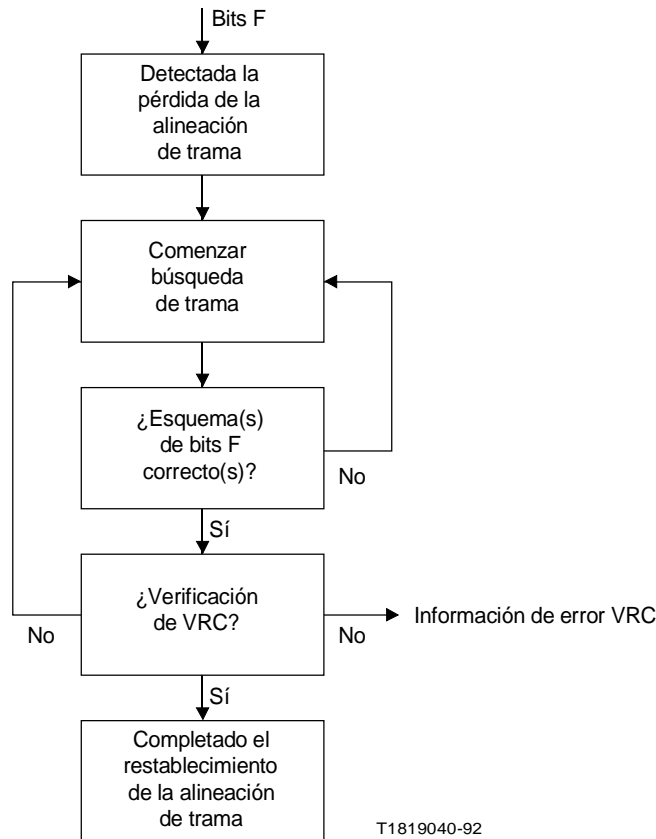 Bits F
Detectada la
pérdida de la
alineación
de trama
Comenzar
búsqueda
de trama
¿Esquema(s)
de bits F
correcto(s)?
No
Sí
¿Verificación
de VRC?
No
No
Información de error VRC
Sí
Completado el
restablecimiento
de la alineación
de trama
T1819040-92